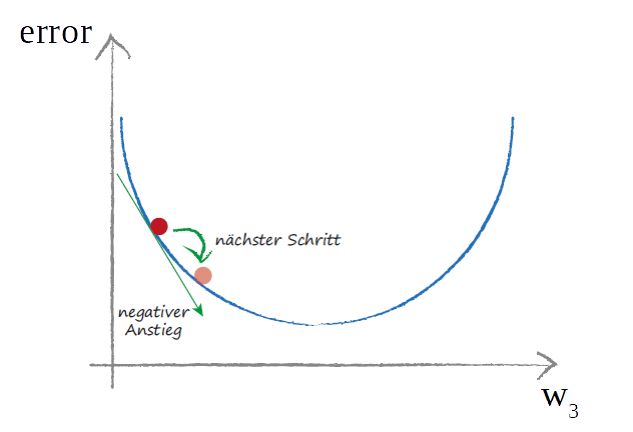 error
nächster Schritt
negativer
Anstieg
w₃